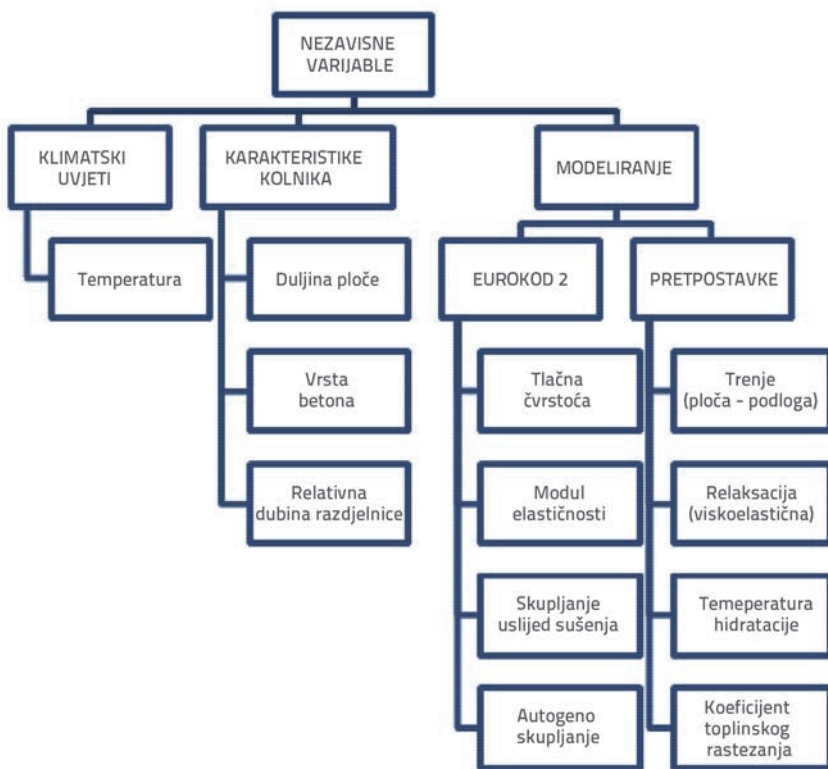 NEZAVISNE
VARIJABLE
KLIMATSKI
UVJETI
KARAKTERISTIKE
KOLNIKA
MODELIRANJE
Temperatura
Duljina ploče
EUROKOD 2
PRETPOSTAVKE
Vrsta
betona
Tlačna
čvrstoća
Trenje
(ploča - podloga)
Relativna
dubina razdjelnice
Modul
elastičnosti
Relaksacija
(viskoelastična)
Skupljanje
uslijed sušenja
Temeperatura
hidratacije
Autogeno
skupljanje
Koeficijent
toplinskog
rastezanja